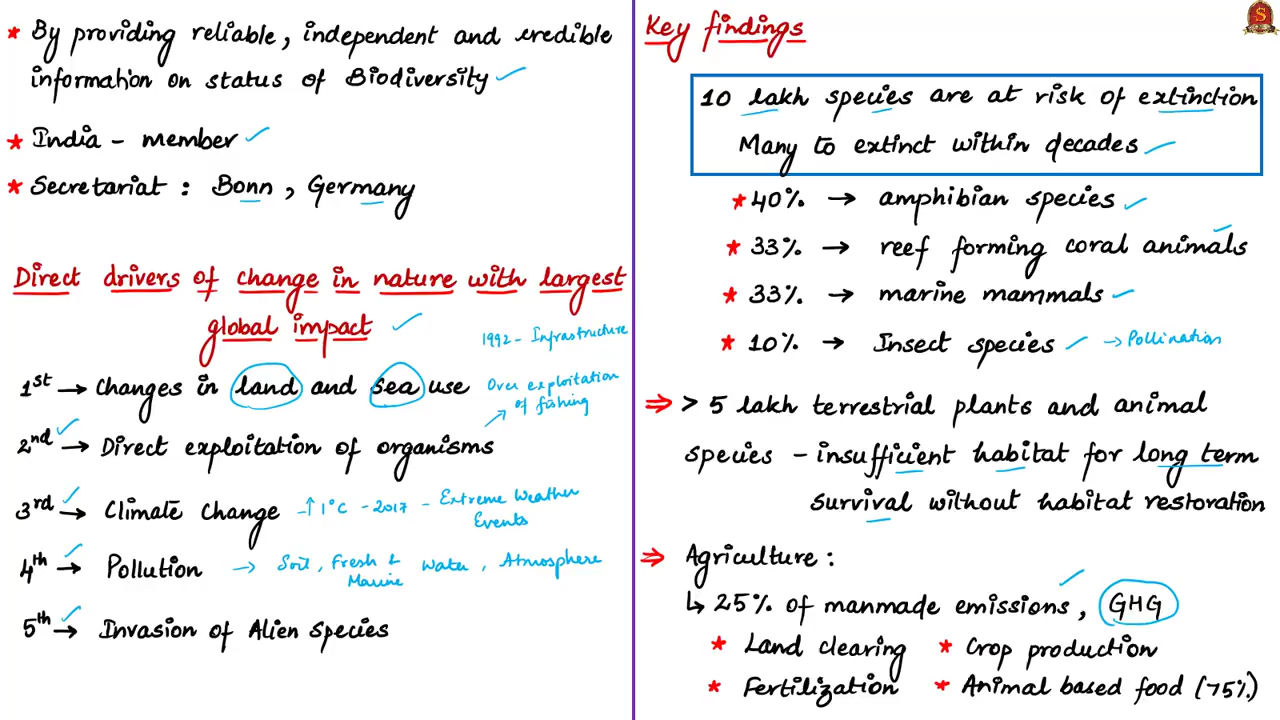 * By providing reliable, independent and credible
information on status of Biodiversity
* India - member
* Secretariat : Bonn, Germany
Direct drivers of change in nature with largest
global impact
1992 - Infrastructure
1st → Changes in land and sea use
Over exploitation
of fishing
2nd → Direct exploitation of organisms
3rd → Climate Change - ↑ 1°C - 2017 - Extreme Weather
Events
4th → Pollution → Soil, Fresh & Marine Water, Atmosphere
5th → Invasion of Alien Species
Key findings
10 lakh species are at risk of extinction
Many to extinct within decades
* 40% → amphibian species
* 33% → reef forming coral animals
* 33% → marine mammals
* 10% → Insect species → Pollination
⇒ > 5 lakh terrestrial plants and animal
species - insufficient habitat for long term
survival without habitat restoration
⇒ Agriculture :
↳ 25% of manmade emissions, GHG
* Land clearing * Crop production
* Fertilization * Animal based food (75%)